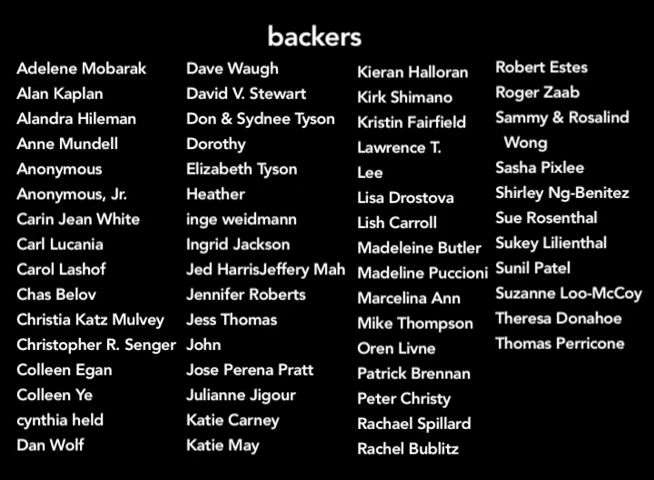 backers
Adelene Mobarak
Alan Kaplan
Alandra Hileman
Anne Mundell
Anonymous
Anonymous, Jr.
Carin Jean White
Carl Lucania
Carol Lashof
Chas Belov
Christia Katz Mulvey
Christopher R. Senger
Colleen Egan
Colleen Ye
cynthia held
Dan Wolf
Dave Waugh
David V. Stewart
Don & Sydnee Tyson
Dorothy
Elizabeth Tyson
Heather
inge weidmann
Ingrid Jackson
Jed HarrisJeffery Mah
Jennifer Roberts
Jess Thomas
John
Jose Perena Pratt
Julianne Jigour
Katie Carney
Katie May
Kieran Halloran
Kirk Shimano
Kristin Fairfield
Lawrence T.
Lee
Lisa Drostova
Lish Carroll
Madeleine Butler
Madeline Puccioni
Marcelina Ann
Mike Thompson
Oren Livne
Patrick Brennan
Peter Christy
Rachael Spillard
Rachel Bublitz
Robert Estes
Roger Zaab
Sammy & Rosalind
Wong
Sasha Pixlee
Shirley Ng-Benitez
Sue Rosenthal
Sukey Lilienthal
Sunil Patel
Suzanne Loo-McCoy
Theresa Donahoe
Thomas Perricone